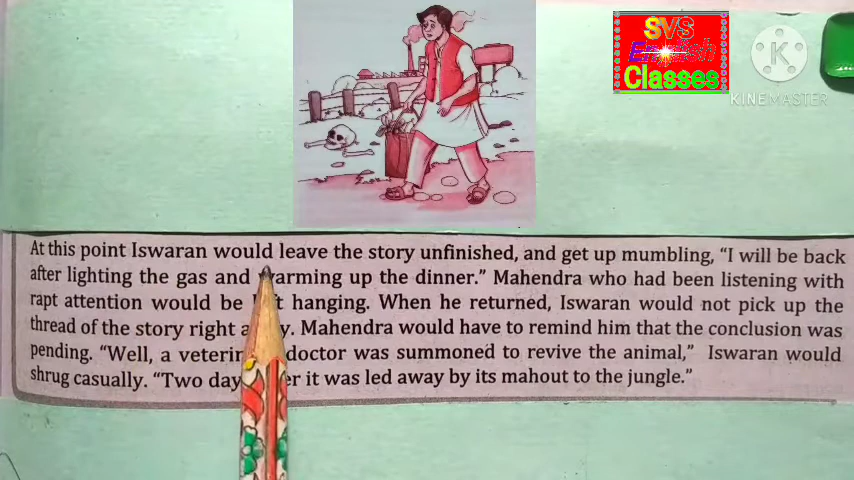 SVS
English
Classes
K
KINEMASTER
At this point Iswaran would leave the story unfinished, and get up mumbling, "I will be back
after lighting the gas and warming up the dinner." Mahendra who had been listening with
rapt attention would be left hanging. When he returned, Iswaran would not pick up the
thread of the story right away. Mahendra would have to remind him that the conclusion was
pending. "Well, a doctor was summoned to revive the animal," Iswaran would
shrug casually. "Two it was led away by its mahout to the jungle."